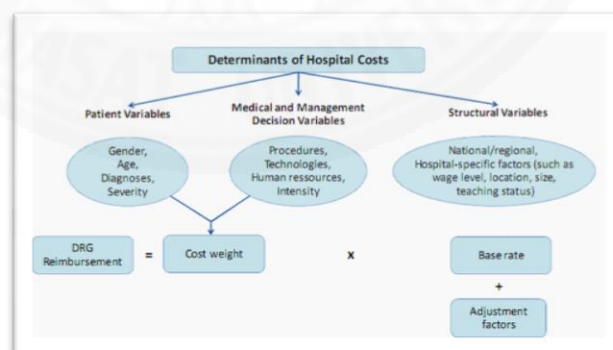 Determinants of Hospital Costs
Patient Variables
Medical and Management
Decision Variables
Structural Variables
Gender,
Age,
Diagnoses,
Severity
Procedures,
Technologies,
Human ressources,
Intensity
National/regional,
Hospital-specific factors (such as
wage level, location, size,
teaching status)
DRG
Reimbursement
=
Cost weight
x
Base rate
+
Adjustment
factors